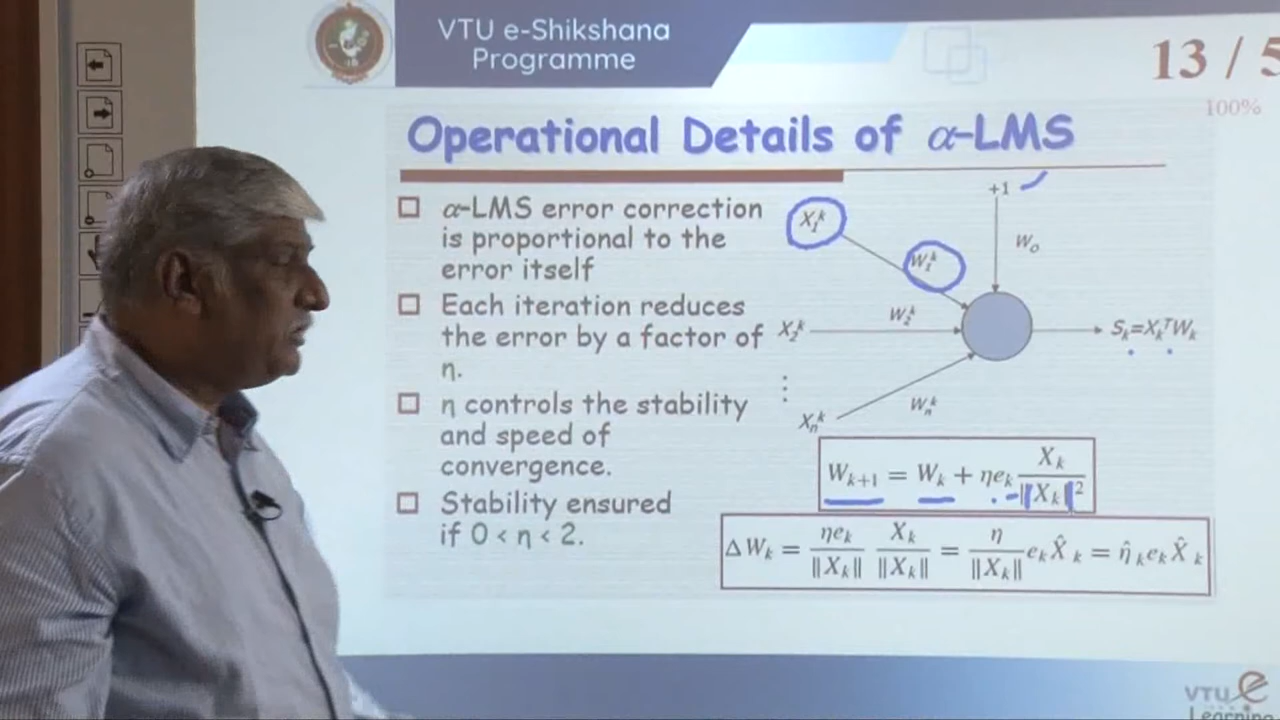 VTU e-Shikshana
Programme
13 / 5
100%
Operational Details of α-LMS
☐ α-LMS error correction
is proportional to the
error itself
☐ Each iteration reduces
the error by a factor of
η.
☐ η controls the stability
and speed of
convergence.
☐ Stability ensured
if 0 < η < 2.
+1
X₁ᵏ
W₀
W₁ᵏ
X₂ᵏ
W₂ᵏ
Sₖ=XₖᵀWₖ
⋮
Xₙᵏ
Wₙᵏ
Wₖ₊₁ = Wₖ + ηeₖ Xₖ / ‖Xₖ‖²
ΔWₖ = ηeₖ / ‖Xₖ‖ Xₖ / ‖Xₖ‖ = η / ‖Xₖ‖ eₖX̂ₖ = η̂ₖeₖX̂ₖ
VTU e
Learning